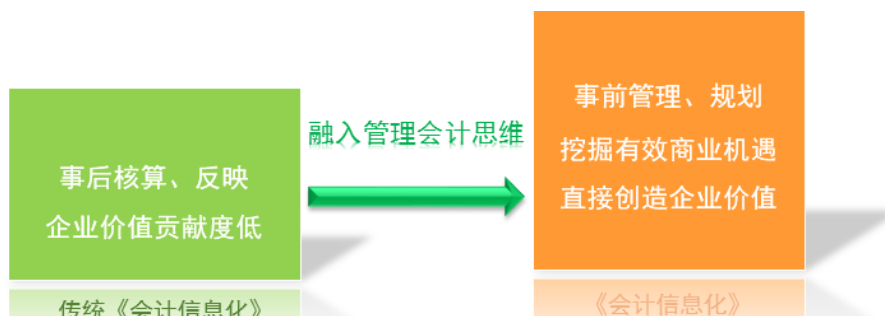 事后核算、反映
企业价值贡献度低
传统《会计信息化》
融入管理会计思维
事前管理、规划
挖掘有效商业机遇
直接创造企业价值
《会计信息化》